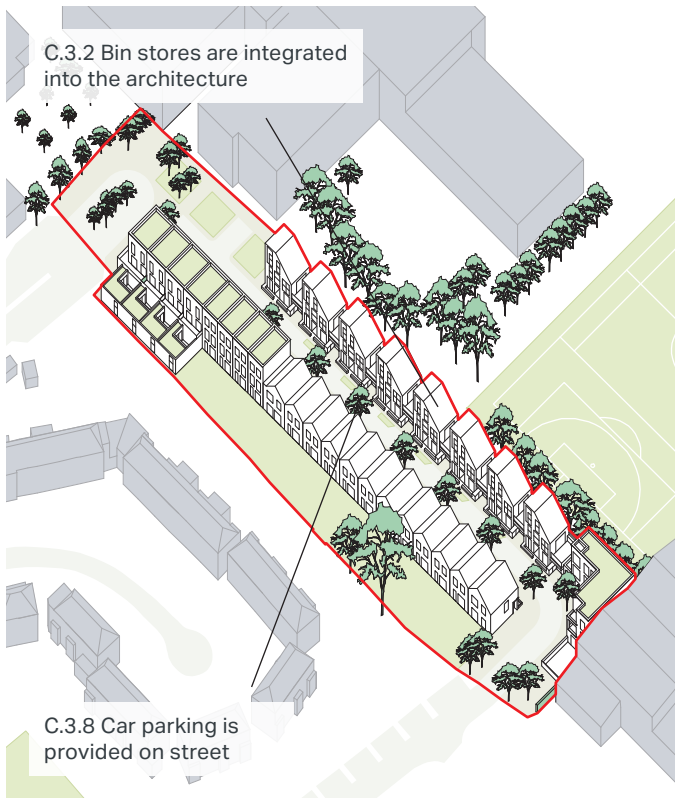 C.3.2 Bin stores are integrated
into the architecture
C.3.8 Car parking is
provided on street